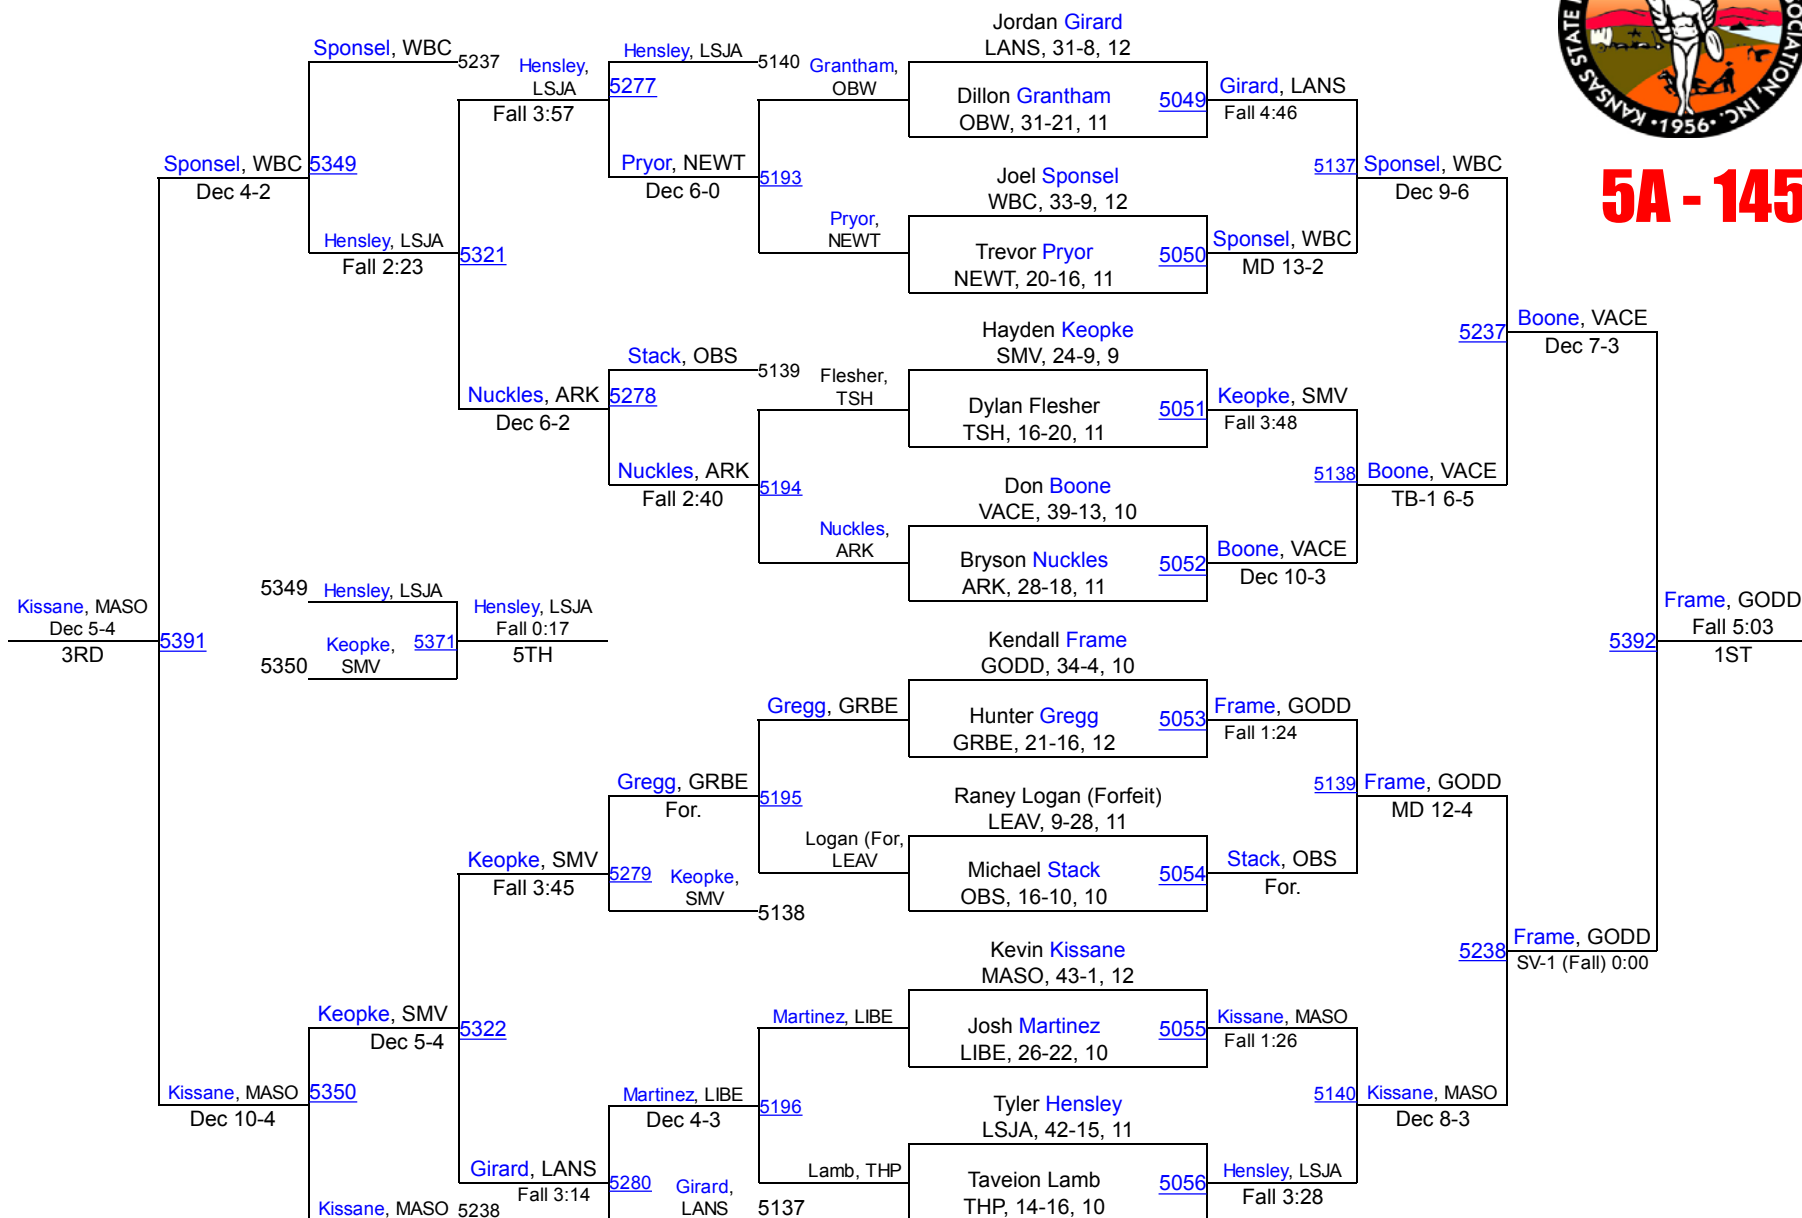 KANSAS STATE
OCIATION, INC. •1956•
5A - 145
Sponsel, WBC
5237
Hensley,
LSJA
Fall 3:57
Hensley, LSJA
5140
5277
Grantham,
OBW
Jordan Girard
LANS, 31-8, 12
Dillon Grantham
OBW, 31-21, 11
5049
Girard, LANS
Fall 4:46
Sponsel, WBC
Dec 4-2
5349
Pryor, NEWT
Dec 6-0
5193
Joel Sponsel
WBC, 33-9, 12
5137
Sponsel, WBC
Dec 9-6
Hensley, LSJA
Fall 2:23
5321
Pryor,
NEWT
Trevor Pryor
NEWT, 20-16, 11
5050
Sponsel, WBC
MD 13-2
Hayden Keopke
SMV, 24-9, 9
5237
Boone, VACE
Dec 7-3
Stack, OBS
5139
Nuckles, ARK
Dec 6-2
5278
Flesher,
TSH
Dylan Flesher
TSH, 16-20, 11
5051
Keopke, SMV
Fall 3:48
Nuckles, ARK
Fall 2:40
5194
Don Boone
VACE, 39-13, 10
5138
Boone, VACE
TB-1 6-5
Nuckles,
ARK
Bryson Nuckles
ARK, 28-18, 11
5052
Boone, VACE
Dec 10-3
Kissane, MASO
Dec 5-4
3RD
5391
5349
Hensley, LSJA
5350
Keopke,
SMV
5371
Hensley, LSJA
Fall 0:17
5TH
Kendall Frame
GODD, 34-4, 10
5392
Frame, GODD
Fall 5:03
1ST
Gregg, GRBE
Hunter Gregg
GRBE, 21-16, 12
5053
Frame, GODD
Fall 1:24
Gregg, GRBE
For.
5195
Raney Logan (Forfeit)
LEAV, 9-28, 11
5139
Frame, GODD
MD 12-4
Keopke, SMV
Fall 3:45
5279
Keopke,
SMV
5138
Logan (For,
LEAV
Michael Stack
OBS, 16-10, 10
5054
Stack, OBS
For.
Kevin Kissane
MASO, 43-1, 12
5238
Frame, GODD
SV-1 (Fall) 0:00
Keopke, SMV
Dec 5-4
5322
Martinez, LIBE
Josh Martinez
LIBE, 26-22, 10
5055
Kissane, MASO
Fall 1:26
Kissane, MASO
Dec 10-4
5350
Martinez, LIBE
Dec 4-3
5196
Tyler Hensley
LSJA, 42-15, 11
5140
Kissane, MASO
Dec 8-3
Girard, LANS
Fall 3:14
5280
Girard,
LANS
5137
Lamb, THP
Taveion Lamb
THP, 14-16, 10
5056
Hensley, LSJA
Fall 3:28
Kissane, MASO
5238